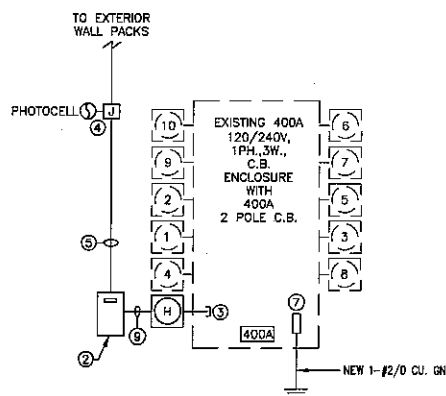 TO EXTERIOR
WALL PACKS
PHOTOCELL
J
4
10
9
2
1
4
EXISTING 400A
120/240V,
1PH.,3W.,
C.B.
ENCLOSURE
WITH
400A
2 POLE C.B.
6
7
5
3
8
5
H
3
9
2
7
400A
NEW 1-#2/0 CU. GN